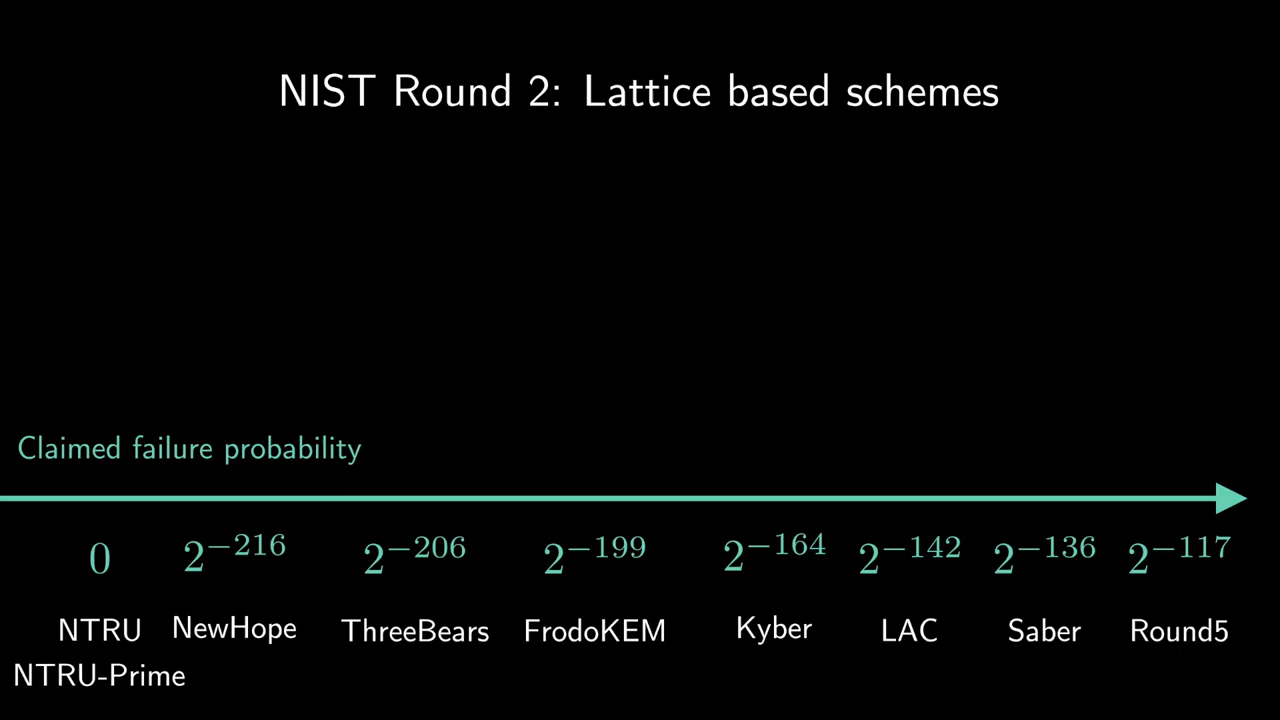 NIST Round 2: Lattice based schemes
Claimed failure probability
0 2^{-216} 2^{-206} 2^{-199} 2^{-164} 2^{-142} 2^{-136} 2^{-117}
NTRU NewHope ThreeBears FrodoKEM Kyber LAC Saber Round5
NTRU-Prime